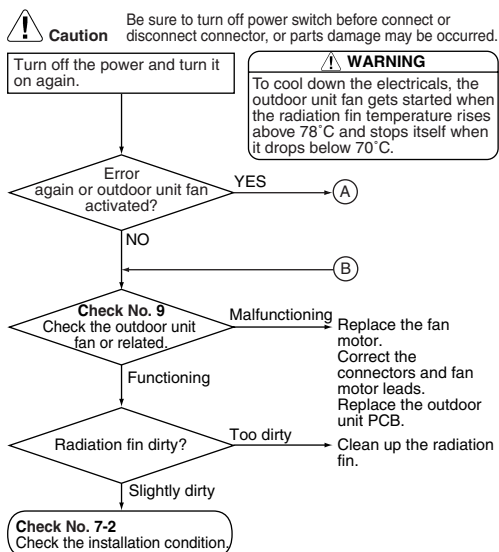 Caution
Be sure to turn off power switch before connect or
disconnect connector, or parts damage may be occurred.
Turn off the power and turn it
on again.
WARNING
To cool down the electricals, the
outdoor unit fan gets started when
the radiation fin temperature rises
above 78˚C and stops itself when
it drops below 70˚C.
Error
again or outdoor unit fan
activated?
YES
A
NO
B
Check No. 9
Check the outdoor unit
fan or related.
Malfunctioning
Replace the fan
motor.
Correct the
connectors and fan
motor leads.
Replace the outdoor
unit PCB.
Functioning
Radiation fin dirty?
Too dirty
Clean up the radiation
fin.
Slightly dirty
Check No. 7-2
Check the installation condition.